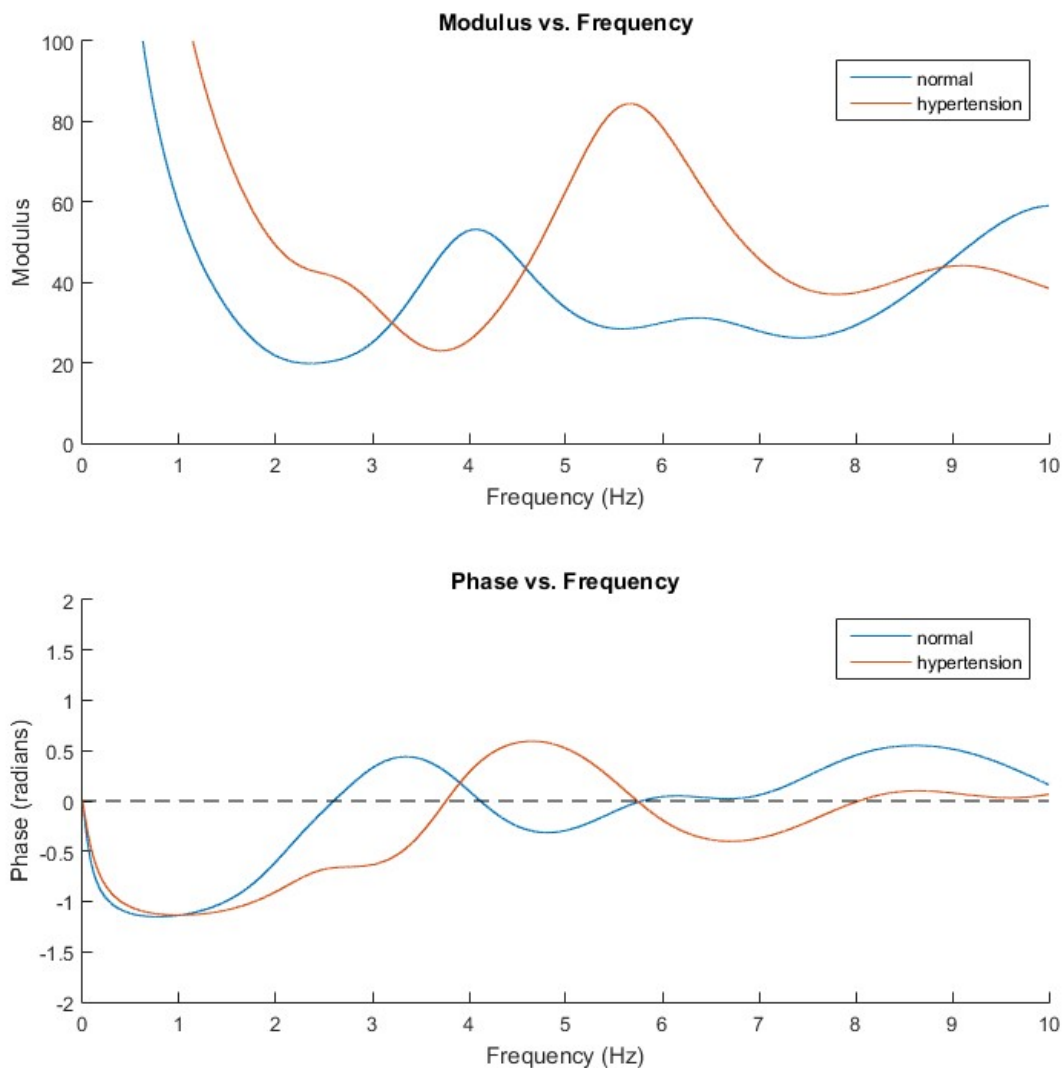 Modulus vs. Frequency
100
80
60
40
20
0
Modulus
normal
hypertension
0 1 2 3 4 5 6 7 8 9 10
Frequency (Hz)
Phase vs. Frequency
2
1.5
1
0.5
0
-0.5
-1
-1.5
-2
Phase (radians)
normal
hypertension
0 1 2 3 4 5 6 7 8 9 10
Frequency (Hz)